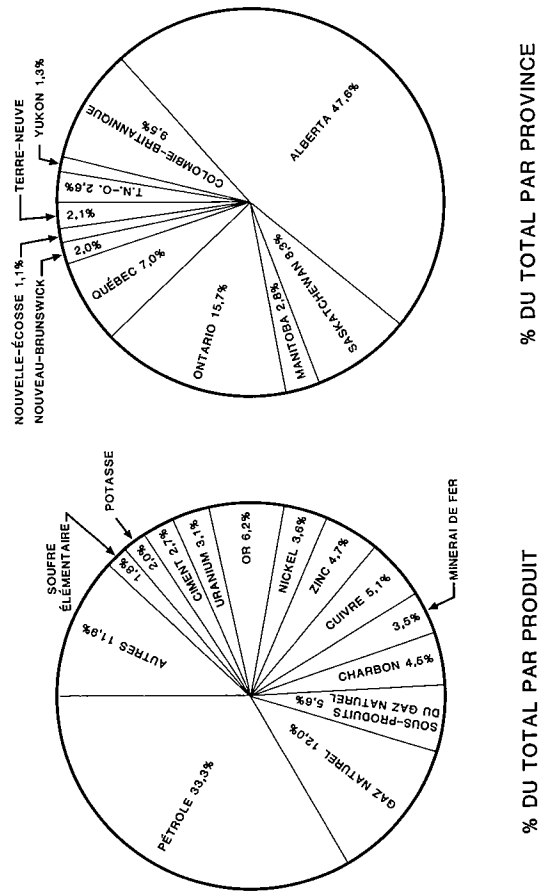 PÉTROLE 33,3%
AUTRES 11,9%
SOUFRE
ÉLÉMENTAIRE
1,8%
POTASSE
2,0%
CIMENT 2,7%
URANIUM 3,1%
OR 6,2%
NICKEL 3,6%
ZINC 4,7%
CUIVRE 5,1%
MINERAI DE FER
3,5%
CHARBON 4,5%
SOUS-PRODUITS
DU GAZ NATUREL 5,6%
GAZ NATUREL 12,0%
% DU TOTAL PAR PRODUIT
NOUVELLE-ÉCOSSE 1,1%
NOUVEAU-BRUNSWICK
2,0%
TERRE-NEUVE
2,1%
YUKON 1,3%
T.N.-O. 2,6%
COLOMBIE-BRITANNIQUE
9,5%
ALBERTA 47,6%
SASKATCHEWAN 8,3%
MANITOBA 2,8%
ONTARIO 15,7%
QUÉBEC 7,0%
% DU TOTAL PAR PROVINCE